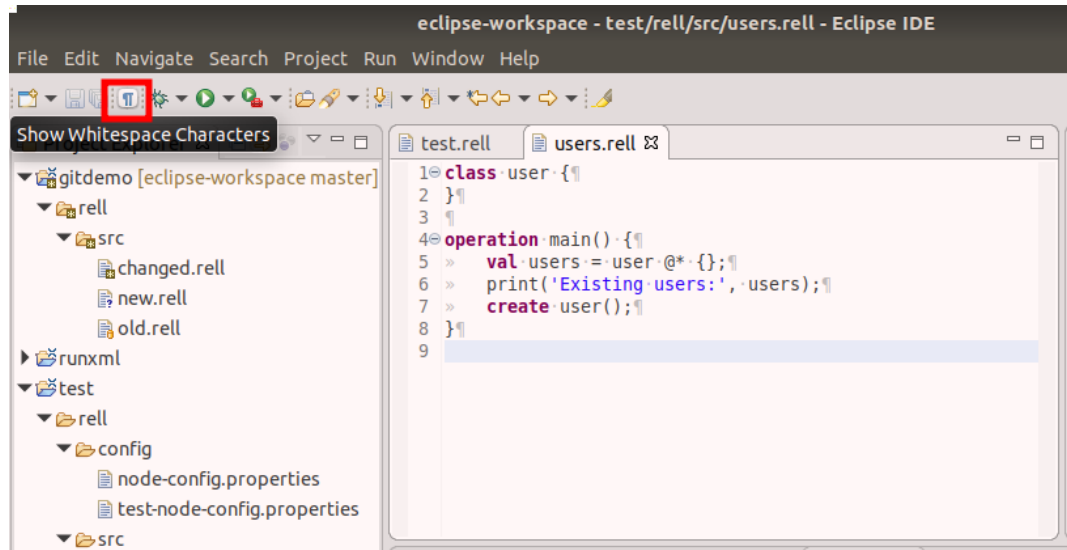 eclipse-workspace - test/rell/src/users.rell - Eclipse IDE
File Edit Navigate Search Project Run Window Help
Show Whitespace Characters
Project Explorer
gitdemo [eclipse-workspace master]
rell
src
changed.rell
new.rell
old.rell
runxml
test
rell
config
node-config.properties
test-node-config.properties
src
test.rell users.rell
1 class·user·{¶
2 }¶
3 ¶
4 operation·main()·{¶
5 » val·users·=·user·@*·{};¶
6 » print('Existing·users:',·users);¶
7 » create·user();¶
8 }¶
9